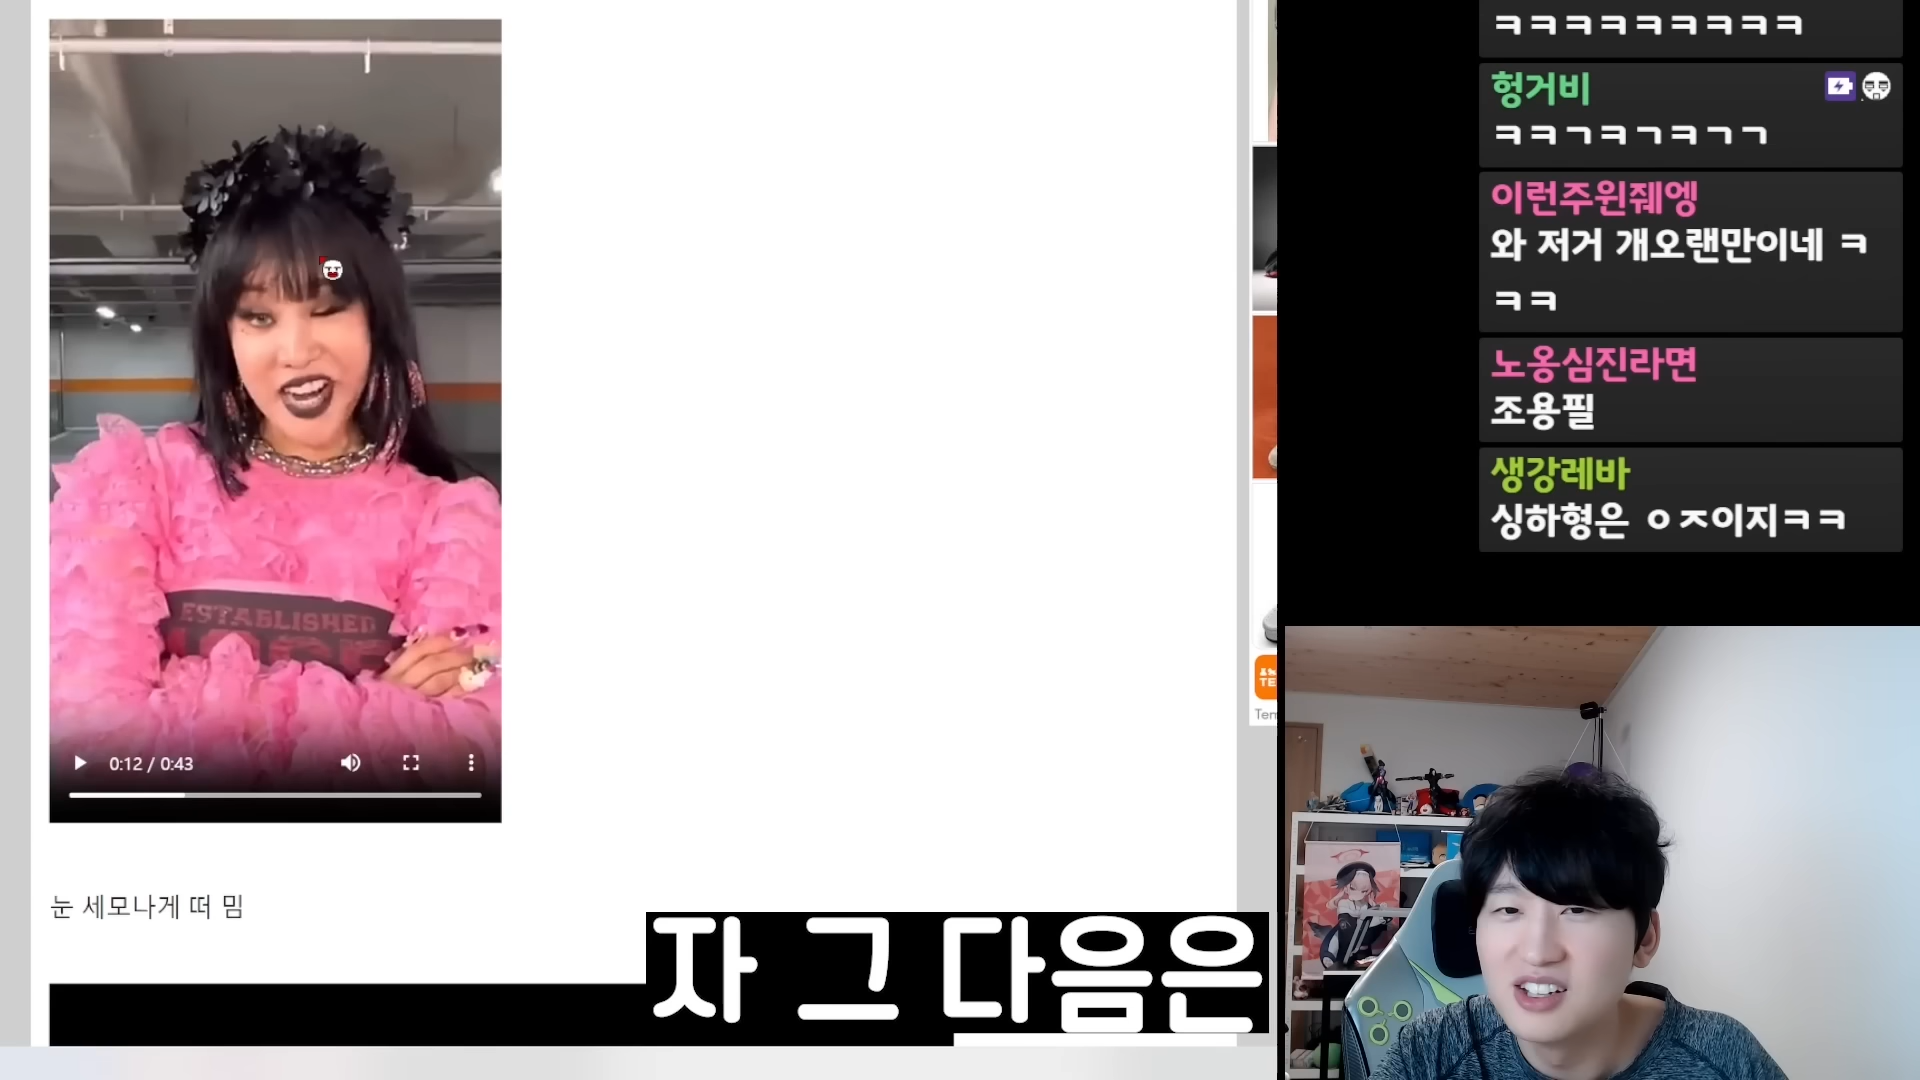 ESTABLISHED
0:12 / 0:43
눈 세모나게 떠 밈
자 그 다음은
Ten
ㅋㅋㅋㅋㅋㅋㅋㅋㅋ
헝거비
ㅋㅋㄱㅋㄱㅋㄱㄱ
이런주윈줴엥
와 저거 개오랜만이네 ㅋ
ㅋㅋ
노옹심진라면
조용필
생강레바
싱하형은 ㅇㅈ이지ㅋㅋ